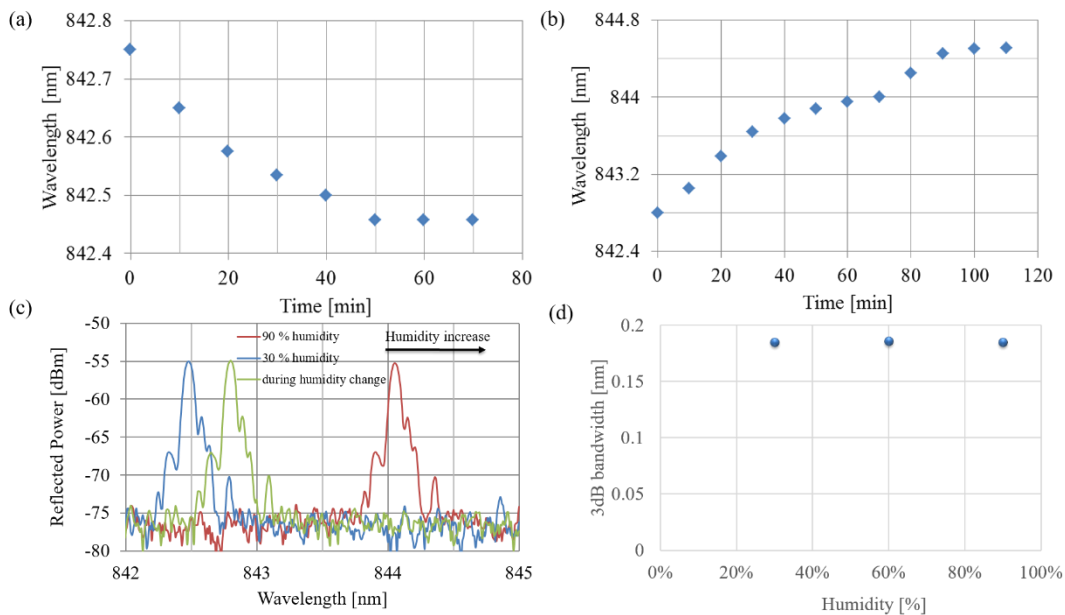 (a)
842.8
842.7
842.6
842.5
842.4
Wavelength [nm]
0 20 40 60 80
Time [min]
(b)
844.8
844
843.2
842.4
Wavelength [nm]
0 20 40 60 80 100 120
Time [min]
(c)
-50
-55
-60
-65
-70
-75
-80
Reflected Power [dBm]
90 % humidity
30 % humidity
during humidity change
Humidity increase
842 843 844 845
Wavelength [nm]
(d)
0.2
0.15
0.1
0.05
0
3dB bandwidth [nm]
0% 20% 40% 60% 80% 100%
Humidity [%]